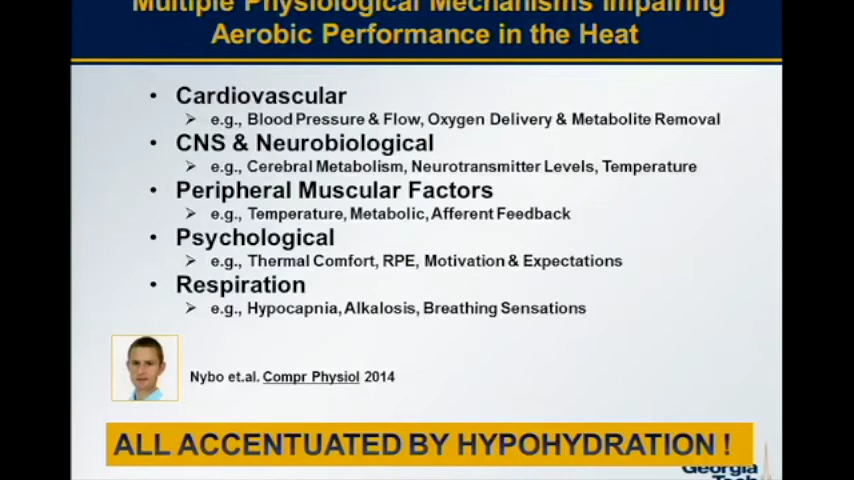 Multiple Physiological Mechanisms Impairing
Aerobic Performance in the Heat
• Cardiovascular
➢ e.g., Blood Pressure & Flow, Oxygen Delivery & Metabolite Removal
• CNS & Neurobiological
➢ e.g., Cerebral Metabolism, Neurotransmitter Levels, Temperature
• Peripheral Muscular Factors
➢ e.g., Temperature, Metabolic, Afferent Feedback
• Psychological
➢ e.g., Thermal Comfort, RPE, Motivation & Expectations
• Respiration
➢ e.g., Hypocapnia, Alkalosis, Breathing Sensations
Nybo et.al. Compr Physiol 2014
ALL ACCENTUATED BY HYPOHYDRATION !
Georgia
Tech